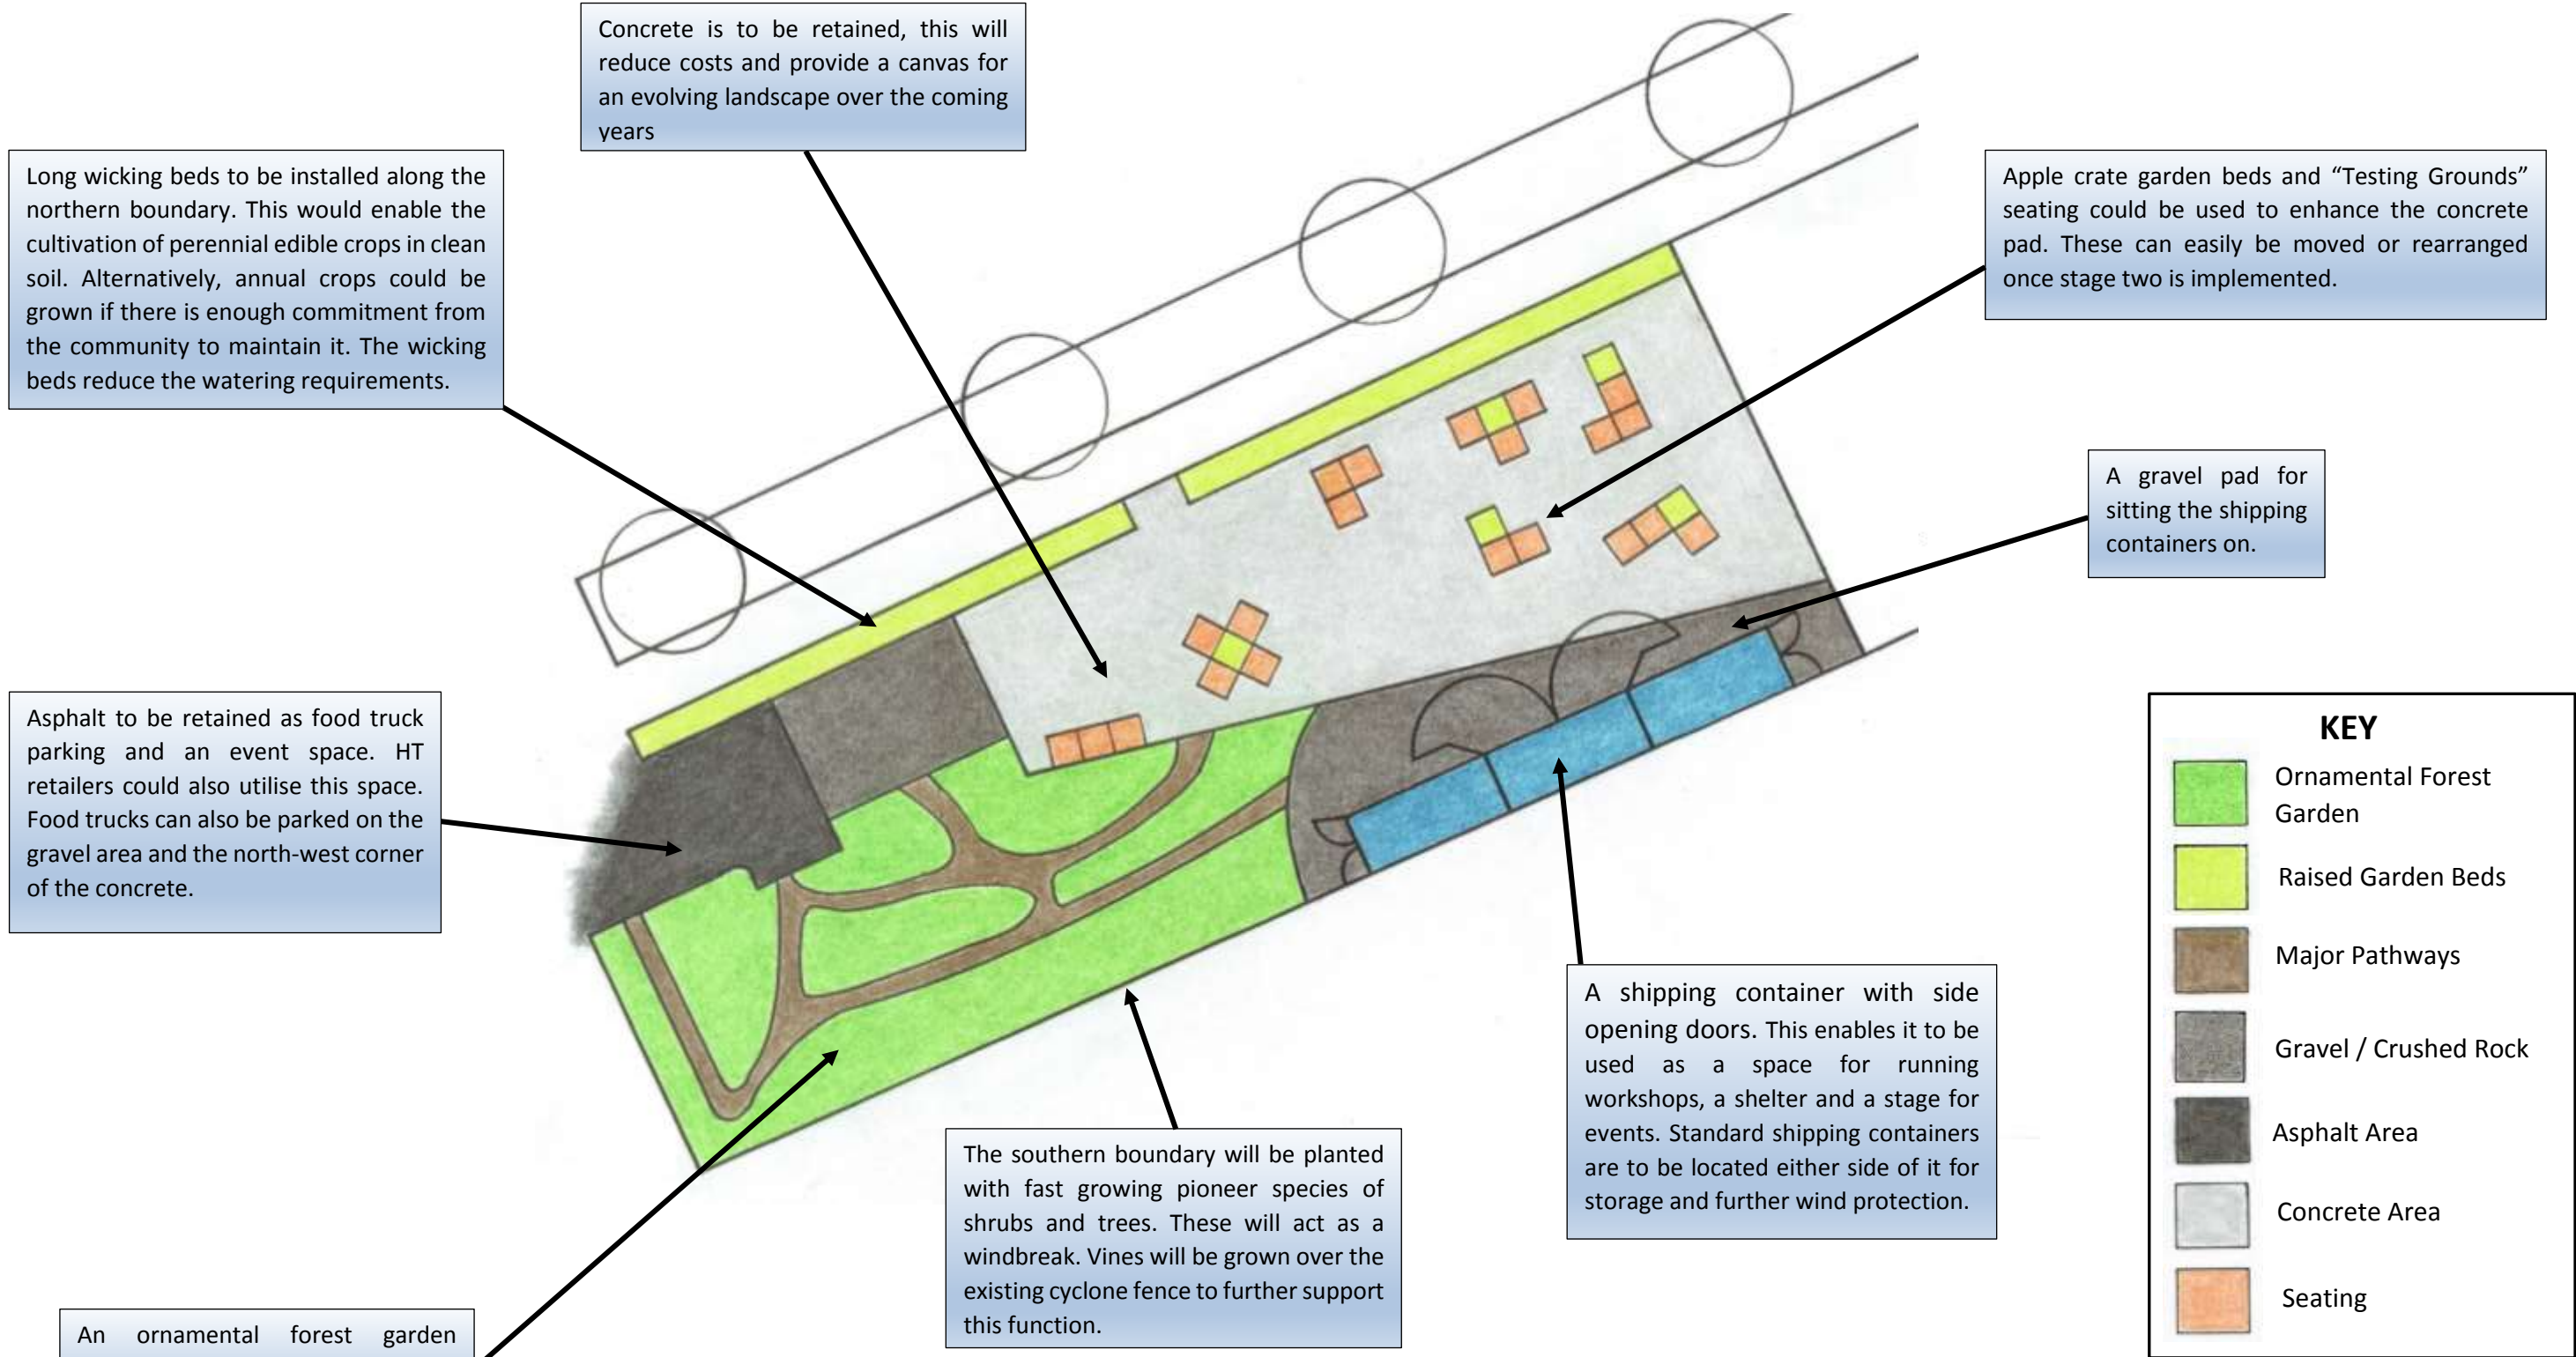 Concrete is to be retained, this will
reduce costs and provide a canvas for
an evolving landscape over the coming
years
Long wicking beds to be installed along the
northern boundary. This would enable the
cultivation of perennial edible crops in clean
soil. Alternatively, annual crops could be
grown if there is enough commitment from
the community to maintain it. The wicking
beds reduce the watering requirements.
Apple crate garden beds and “Testing Grounds”
seating could be used to enhance the concrete
pad. These can easily be moved or rearranged
once stage two is implemented.
A gravel pad for
sitting the shipping
containers on.
Asphalt to be retained as food truck
parking and an event space. HT
retailers could also utilise this space.
Food trucks can also be parked on the
gravel area and the north-west corner
of the concrete.
A shipping container with side
opening doors. This enables it to be
used as a space for running
workshops, a shelter and a stage for
events. Standard shipping containers
are to be located either side of it for
storage and further wind protection.
The southern boundary will be planted
with fast growing pioneer species of
shrubs and trees. These will act as a
windbreak. Vines will be grown over the
existing cyclone fence to further support
this function.
An ornamental forest garden
KEY
Ornamental Forest
Garden
Raised Garden Beds
Major Pathways
Gravel / Crushed Rock
Asphalt Area
Concrete Area
Seating